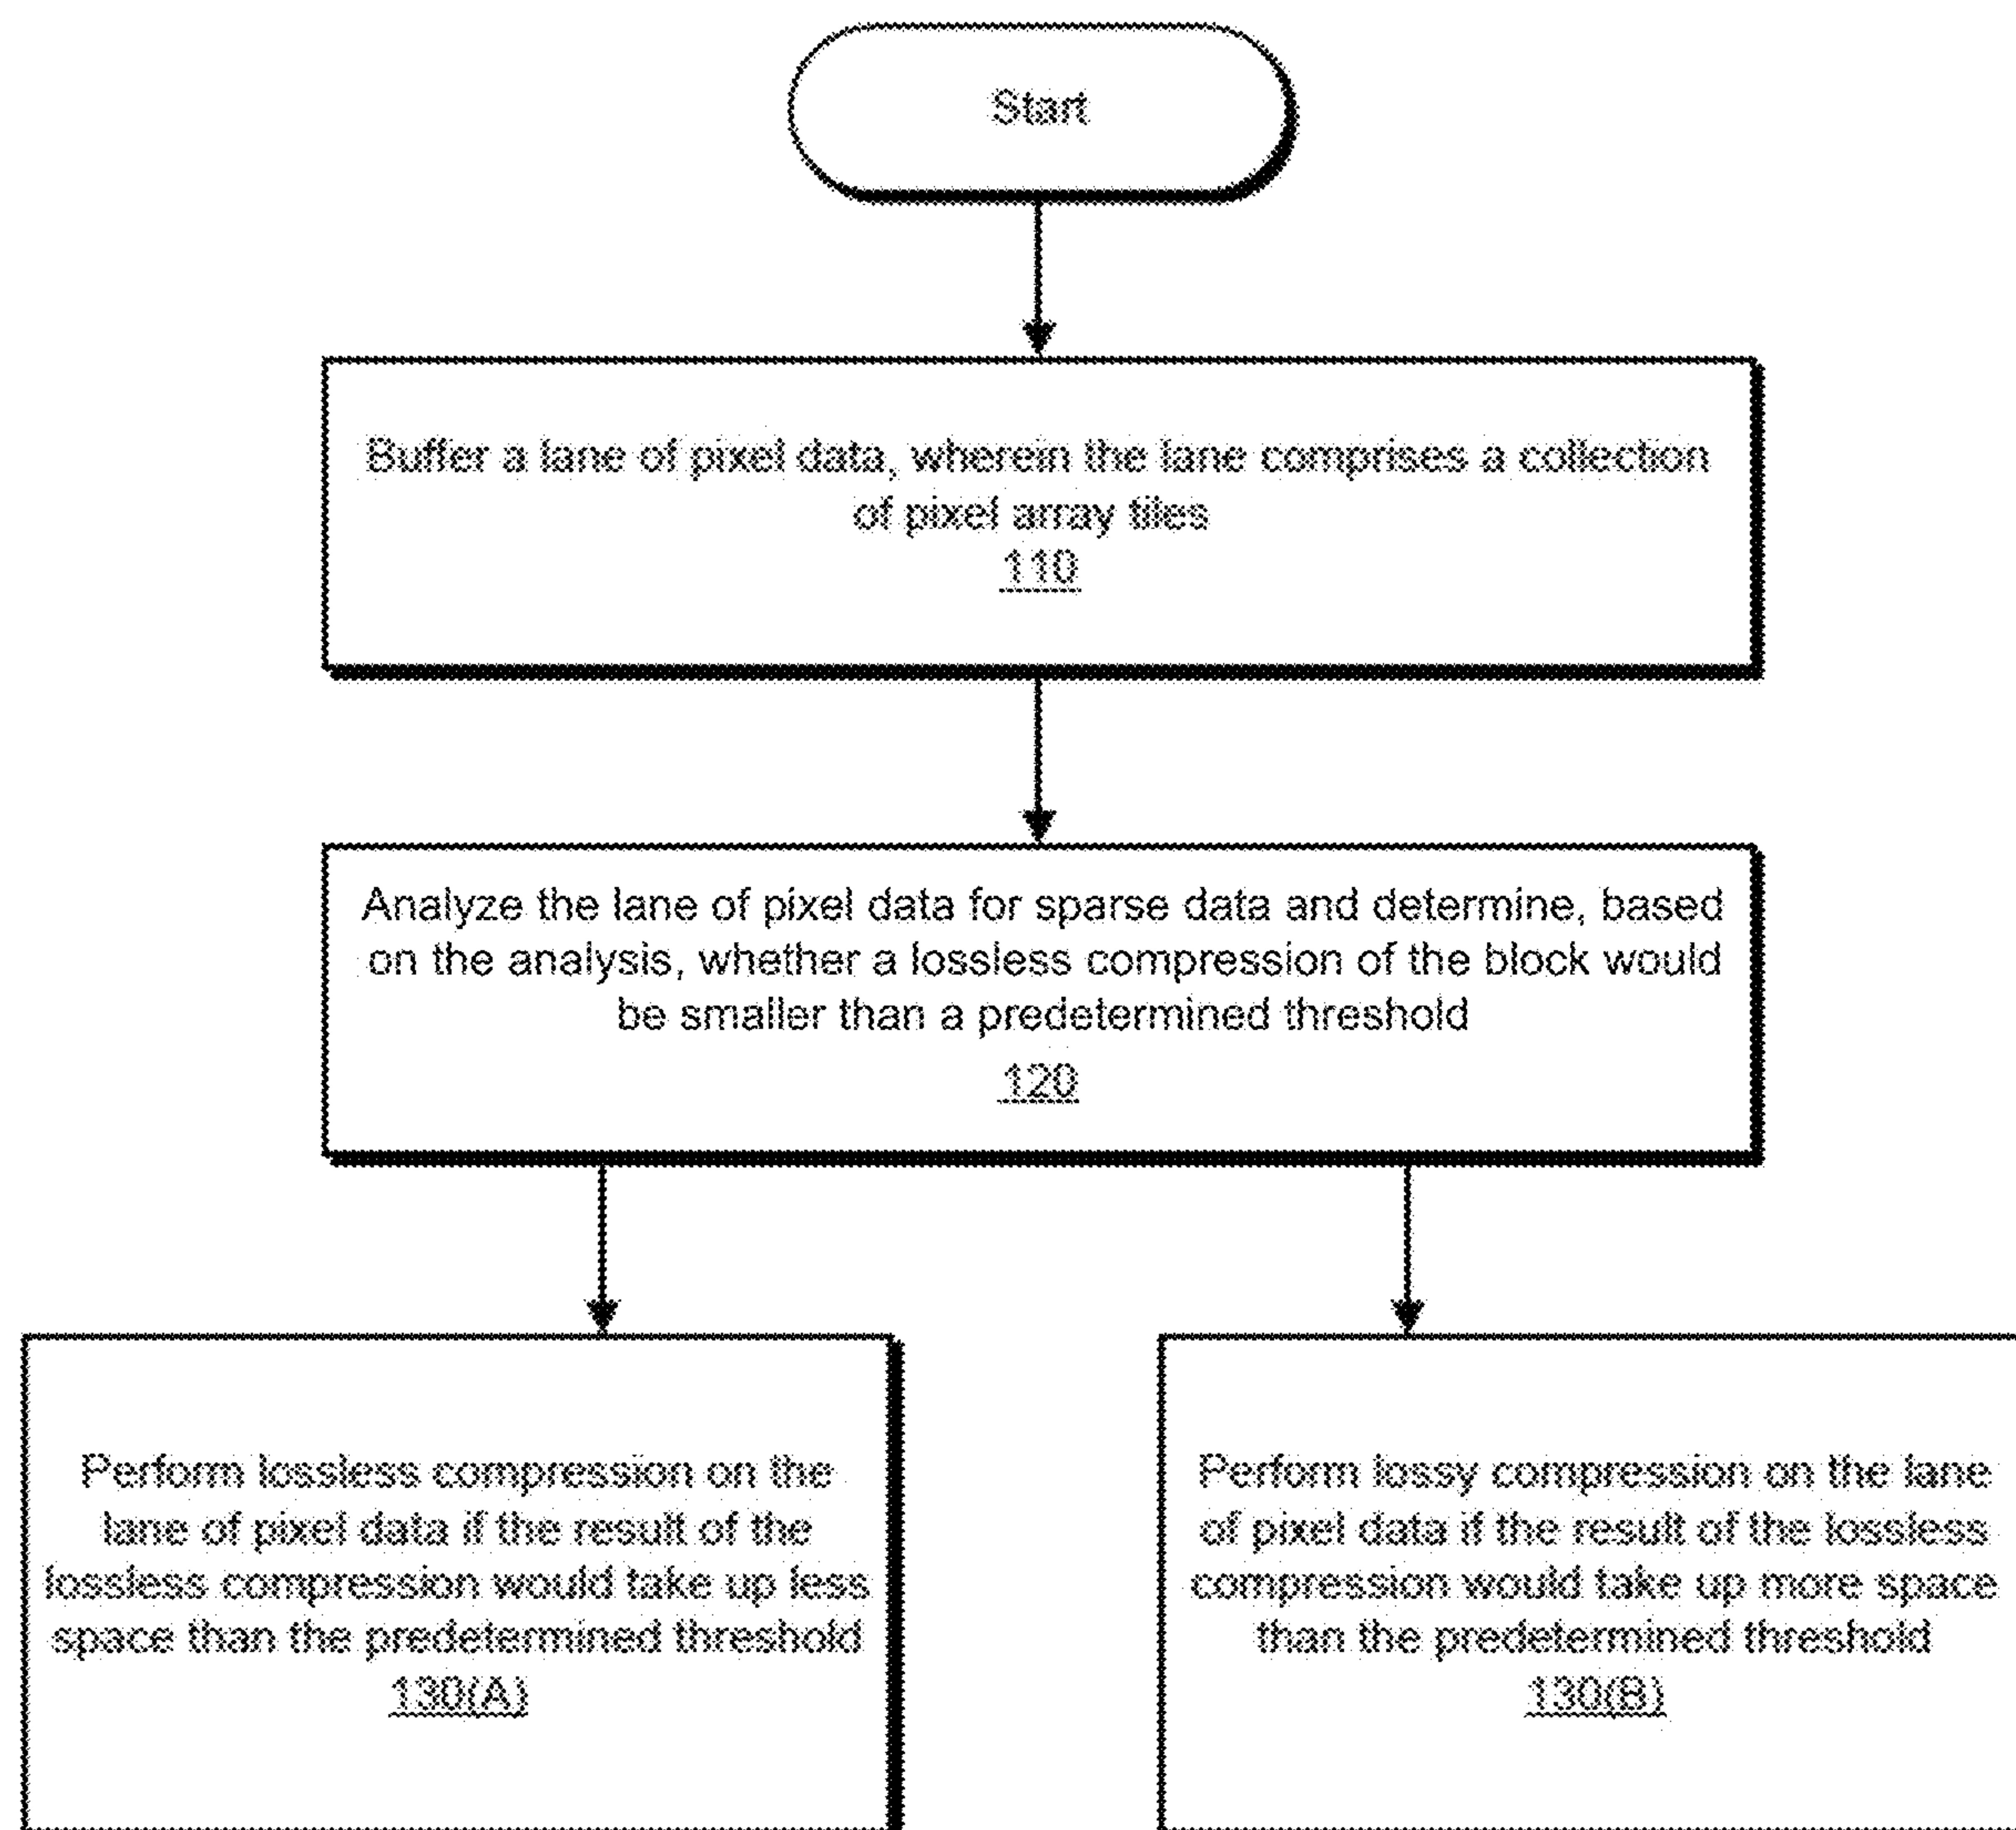 Start
Buffer a lane of pixel data, wherein the lane comprises a collection
of pixel array tiles
110
Analyze the lane of pixel data for sparse data and determine, based
on the analysis, whether a lossless compression of the block would
be smaller than a predetermined threshold
120
Perform lossless compression on the
lane of pixel data if the result of the
lossless compression would take up less
space than the predetermined threshold
130(A)
Perform lossy compression on the lane
of pixel data if the result of the lossless
compression would take up more space
than the predetermined threshold
130(B)